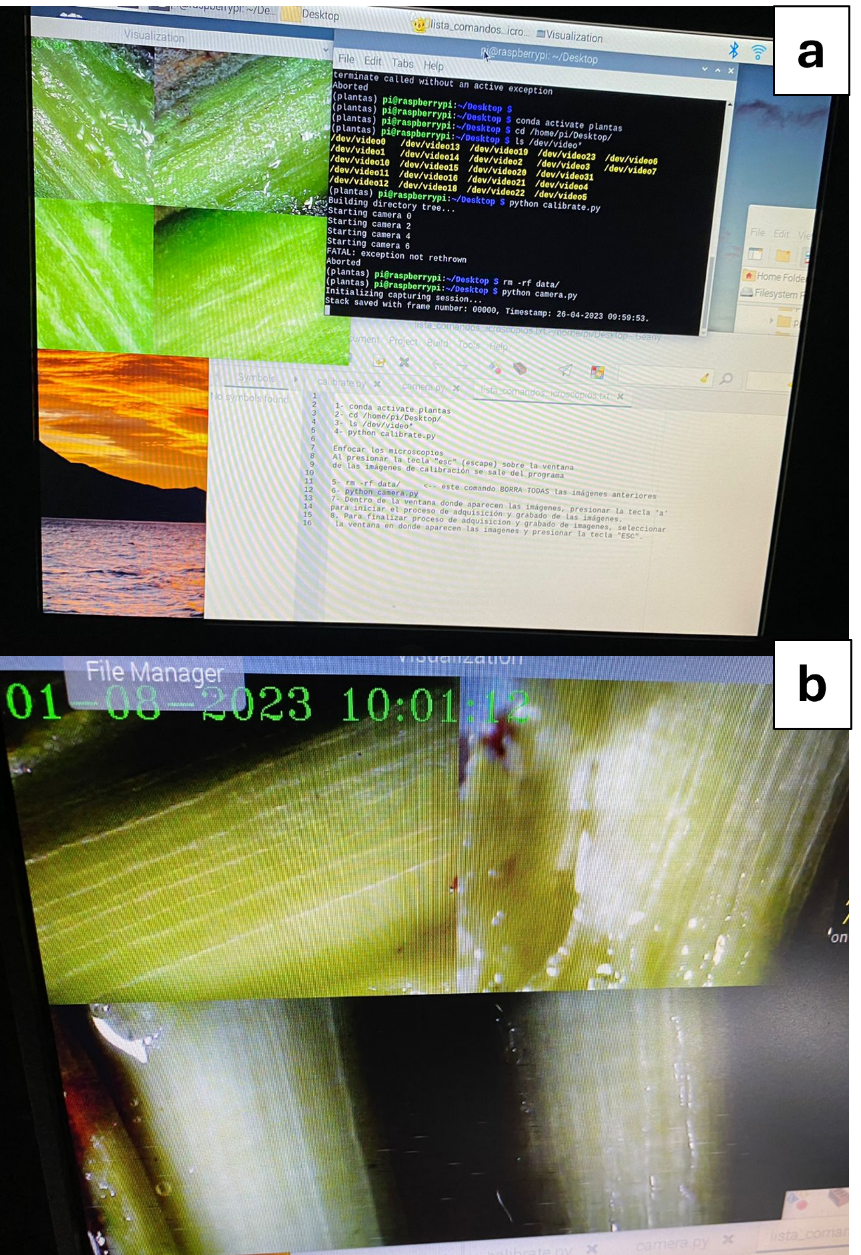 a
Desktop
lista_comandos...icro...
Visualization
Visualization
pi@raspberrypi: ~/Desktop
File Edit Tabs Help
terminate called without an active exception
Aborted
(plantas) pi@raspberrypi:~/Desktop $
(plantas) pi@raspberrypi:~/Desktop $ conda activate plantas
(plantas) pi@raspberrypi:~/Desktop $ cd /home/pi/Desktop/
(plantas) pi@raspberrypi:~/Desktop $ ls /dev/video*
/dev/video0 /dev/video13 /dev/video19 /dev/video23 /dev/video6
/dev/video1 /dev/video14 /dev/video2 /dev/video3 /dev/video7
/dev/video10 /dev/video15 /dev/video20 /dev/video31
/dev/video11 /dev/video16 /dev/video21 /dev/video4
/dev/video12 /dev/video18 /dev/video22 /dev/video5
(plantas) pi@raspberrypi:~/Desktop $ python calibrate.py
Building directory tree...
Starting camera 0
Starting camera 2
Starting camera 4
Starting camera 6
FATAL: exception not rethrown
Aborted
(plantas) pi@raspberrypi:~/Desktop $ rm -rf data/
(plantas) pi@raspberrypi:~/Desktop $ python camera.py
Initializing capturing session...
Stack saved with frame number: 00000, Timestamp: 26-04-2023 09:59:53.
File Edit
Home Folde
Filesystem
Project Build Tools Help
Symbols
calibrate.py
camera.py
lista_comandos_icroscopios.txt
No symbols found
1
2 1- conda activate plantas
3 2- cd /home/pi/Desktop/
4 3- ls /dev/video*
5 4- python calibrate.py
6
7 Enfocar los microscopios
8 Al presionar la tecla "esc" (escape) sobre la ventana
9 de las imágenes de calibración se sale del programa
10
11 5- rm -rf data/ <-- este comando BORRA TODAS las imágenes anteriores
12 6- python camera.py
13 7- Dentro de la ventana donde aparecen las imágenes, presionar la tecla 'a'
14 para iniciar el proceso de adquisición y grabado de las imágenes.
15 8. Para finalizar proceso de adquisicion y grabado de imagenes, seleccionar
16 la ventana en donde aparecen las imagenes y presionar la tecla "ESC".
b
File Manager
Visualization
01-08-2023 10:01:12
on
calibrate.py
camera.py
lista_coman